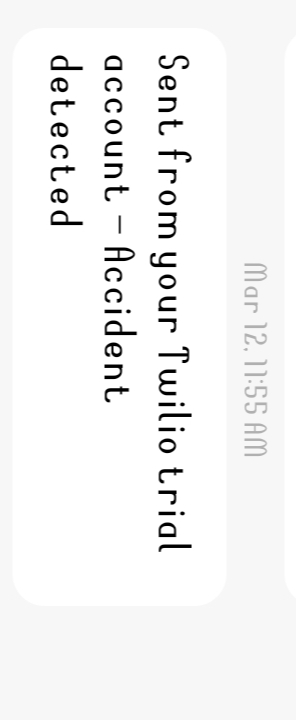 Mar 12, 11:55 AM
Sent from your Twilio trial
account - Accident
detected